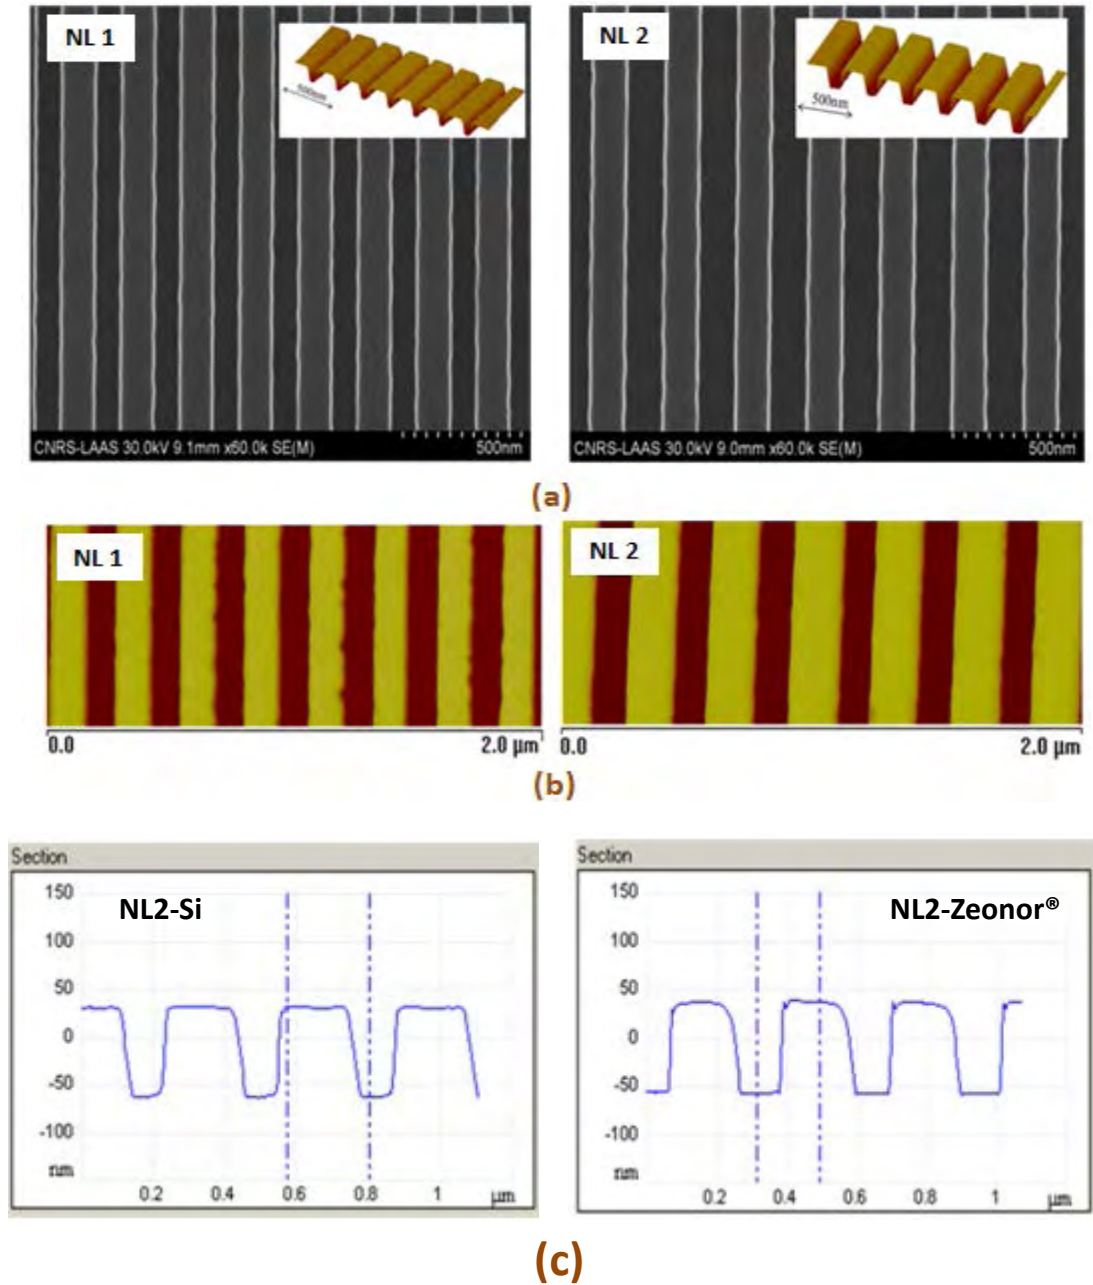 NL 1
500nm
CNRS-LAAS 30.0kV 9.1mm x60.0k SE(M)
500nm
NL 2
500nm
CNRS-LAAS 30.0kV 9.0mm x60.0k SE(M)
500nm
(a)
NL 1
0.0
2.0 µm
NL 2
0.0
2.0 µm
(b)
Section
NL2-Si
150
100
50
0
-50
-100
nm
0.2
0.4
0.6
0.8
1
µm
Section
NL2-Zeonor®
150
100
50
0
-50
-100
nm
0.2
0.4
0.6
0.8
1
µm
(c)